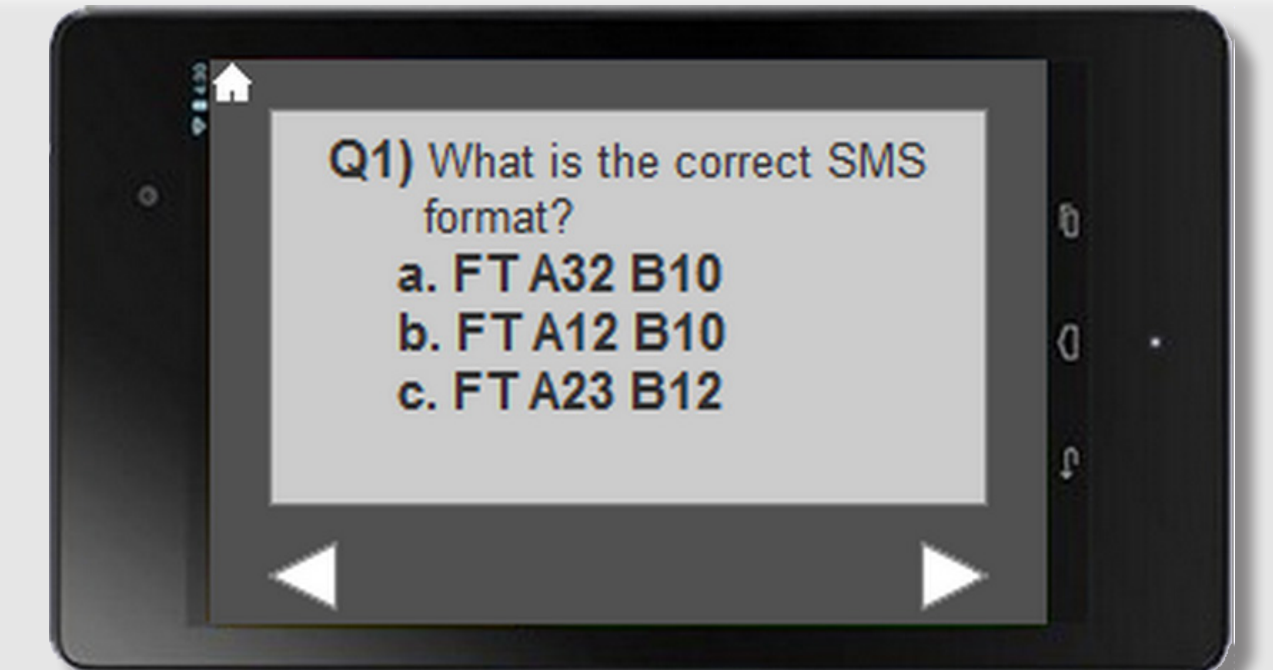 Q1) What is the correct SMS
format?
a. FT A32 B10
b. FT A12 B10
c. FT A23 B12